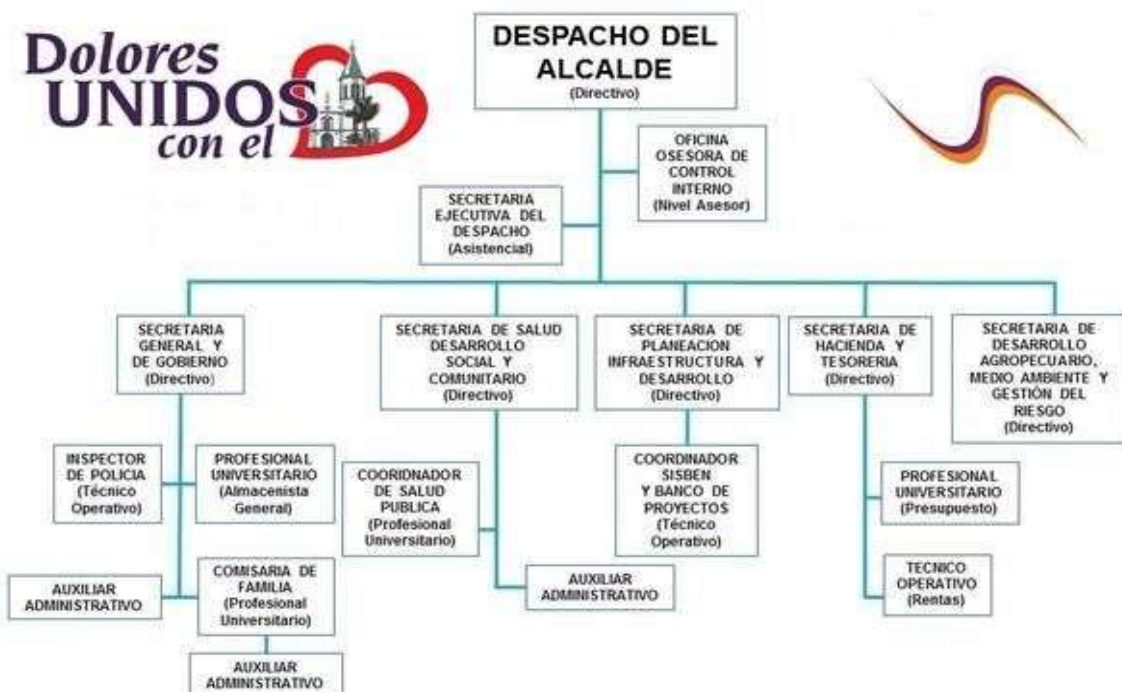 Dolores
UNIDOS
con el
DESPACHO DEL
ALCALDE
(Directivo)
OFICINA
OSESORA DE
CONTROL
INTERNO
(Nivel Asesor)
SECRETARIA
EJECUTIVA DEL
DESPACHO
(Asistencial)
SECRETARIA
GENERAL Y
DE GOBIERNO
(Directivo)
SECRETARIA DE SALUD
DESARROLLO
SOCIAL Y
COMUNITARIO
(Directivo)
SECRETARIA DE
PLANEACION
INFRAESTRUCTURA Y
DESARROLLO
(Directivo)
SECRETARIA DE
HACIENDA Y
TESORERIA
(Directivo)
SECRETARIA DE
DESARROLLO
AGROPECUARIO,
MEDIO AMBIENTE Y
GESTIÓN DEL
RIESGO
(Directivo)
INSPECTOR
DE POLICIA
(Técnico
Operativo)
PROFESIONAL
UNIVERSITARIO
(Almacenista
General)
COORIDNADOR
DE SALUD
PUBLICA
(Profesional
Universitario)
COORDINADOR
SISBEN
Y BANCO DE
PROYECTOS
(Técnico
Operativo)
PROFESIONAL
UNIVERSITARIO
(Presupuesto)
AUXILIAR
ADMINISTRATIVO
COMISARIA DE
FAMILIA
(Profesional
Universitario)
AUXILIAR
ADMINISTRATIVO
TECNICO
OPERATIVO
(Rentas)
AUXILIAR
ADMINISTRATIVO